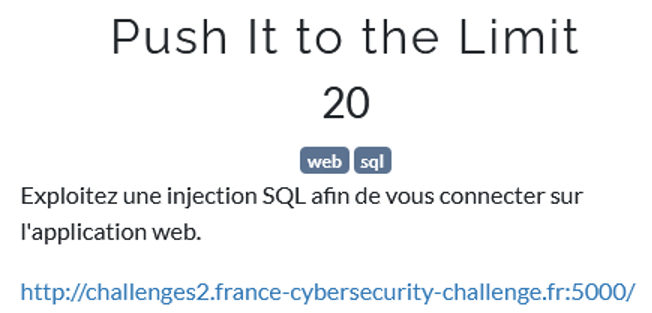 Push It to the Limit
20
web sql
Exploitez une injection SQL afin de vous connecter sur
l'application web.
http://challenges2.france-cybersecurity-challenge.fr:5000/